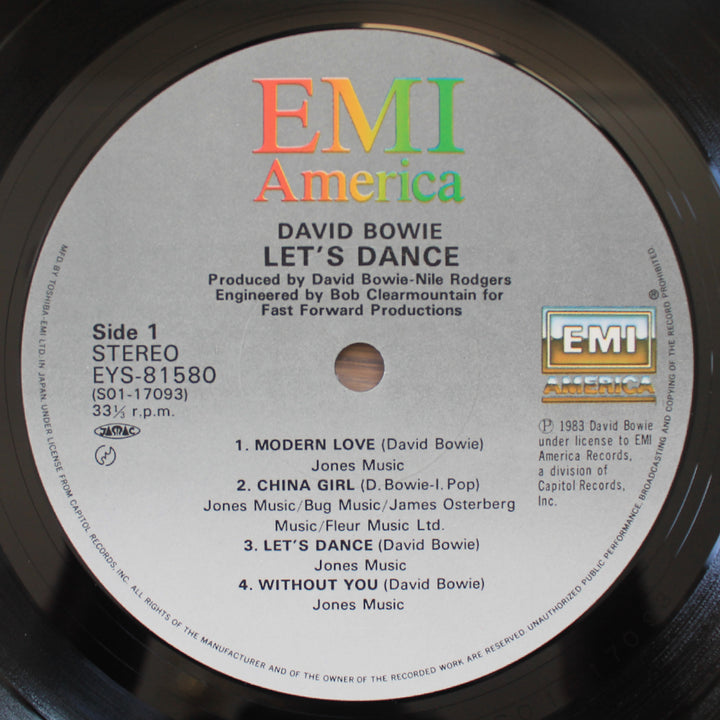 EMI
America
DAVID BOWIE
LET'S DANCE
Produced by David Bowie-Nile Rodgers
Engineered by Bob Clearmountain for
Fast Forward Productions
Side 1
STEREO
EYS-81580
(S01-17093)
33⅓ r.p.m.
JASRAC
EMI
AMERICA
®
Ⓟ 1983 David Bowie
under license to EMI
America Records,
a division of
Capitol Records,
Inc.
1. MODERN LOVE (David Bowie)
Jones Music
2. CHINA GIRL (D. Bowie-I. Pop)
Jones Music/Bug Music/James Osterberg
Music/Fleur Music Ltd.
3. LET'S DANCE (David Bowie)
Jones Music
4. WITHOUT YOU (David Bowie)
Jones Music
MFD. BY TOSHIBA-EMI LTD. IN JAPAN, UNDER LICENSE FROM CAPITOL RECORDS, INC. ALL RIGHTS OF THE MANUFACTURER AND OF THE OWNER OF THE RECORDED WORK ARE RESERVED. UNAUTHORIZED PUBLIC PERFORMANCE, BROADCASTING AND COPYING OF THE RECORD PROHIBITED.